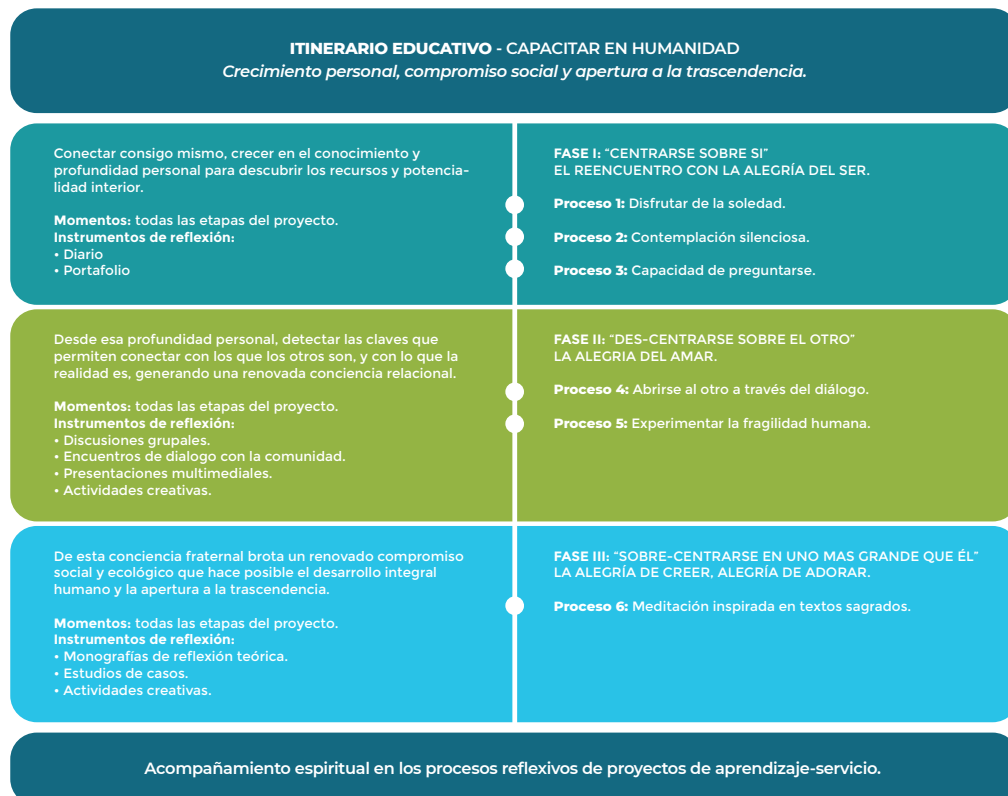 ITINERARIO EDUCATIVO - CAPACITAR EN HUMANIDAD
Crecimiento personal, compromiso social y apertura a la trascendencia.
Conectar consigo mismo, crecer en el conocimiento y
profundidad personal para descubrir los recursos y potencia-
lidad interior.
Momentos: todas las etapas del proyecto.
Instrumentos de reflexión:
• Diario
• Portafolio
FASE I: “CENTRARSE SOBRE SI”
EL REENCUENTRO CON LA ALEGRÍA DEL SER.
Proceso 1: Disfrutar de la soledad.
Proceso 2: Contemplación silenciosa.
Proceso 3: Capacidad de preguntarse.
Desde esa profundidad personal, detectar las claves que
permiten conectar con los que los otros son, y con lo que la
realidad es, generando una renovada conciencia relacional.
Momentos: todas las etapas del proyecto.
Instrumentos de reflexión:
• Discusiones grupales.
• Encuentros de dialogo con la comunidad.
• Presentaciones multimediales.
• Actividades creativas.
FASE II: “DES-CENTRARSE SOBRE EL OTRO”
LA ALEGRIA DEL AMAR.
Proceso 4: Abrirse al otro a través del diálogo.
Proceso 5: Experimentar la fragilidad humana.
De esta conciencia fraternal brota un renovado compromiso
social y ecológico que hace posible el desarrollo integral
humano y la apertura a la trascendencia.
Momentos: todas las etapas del proyecto.
Instrumentos de reflexión:
• Monografías de reflexión teórica.
• Estudios de casos.
• Actividades creativas.
FASE III: “SOBRE-CENTRARSE EN UNO MAS GRANDE QUE ÉL”
LA ALEGRÍA DE CREER, ALEGRÍA DE ADORAR.
Proceso 6: Meditación inspirada en textos sagrados.
Acompañamiento espiritual en los procesos reflexivos de proyectos de aprendizaje-servicio.